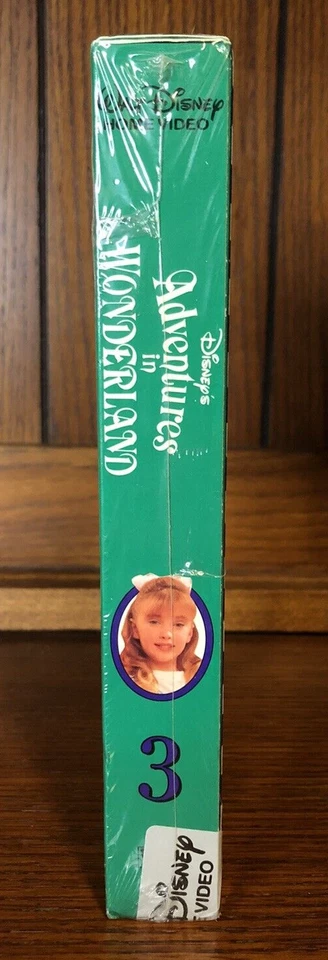 WALT DISNEY
HOME VIDEO
DISNEY'S
Adventures
in
WONDERLAND
3
DISNEY
VIDEO